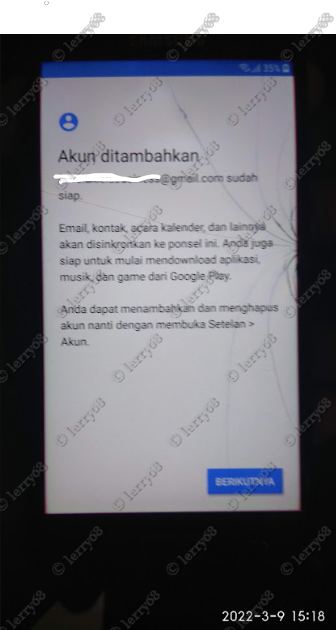 35%
Akun ditambahkan
@gmail.com sudah
siap.
Email, kontak, acara kalender, dan lainnya
akan disinkronkan ke ponsel ini. Anda juga
siap untuk mulai mendownload aplikasi,
musik, dan game dari Google Play.
Anda dapat menambahkan dan menghapus
akun nanti dengan membuka Setelan >
Akun.
BERIKUTNYA
2022-3-9 15:18
© lerry08